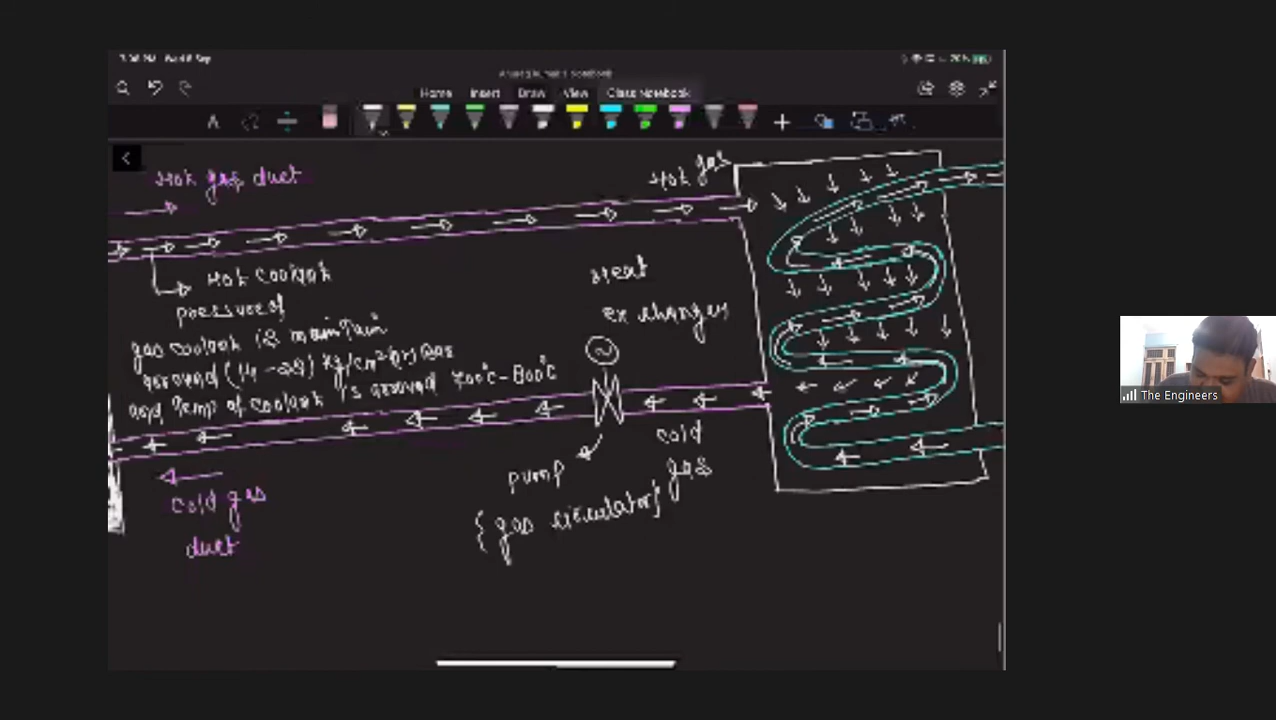 Home Insert Draw View Class Notebook
Hot gas duct
Hot gas
Hot Coolant
pressure of
gas coolant is maintain
around (14 - 28) kg/cm²
and Temp of coolant is around 700°C-800°C
Heat
exchanger
cold
gas
pump
{gas circulator}
cold gas
duct
The Engineers